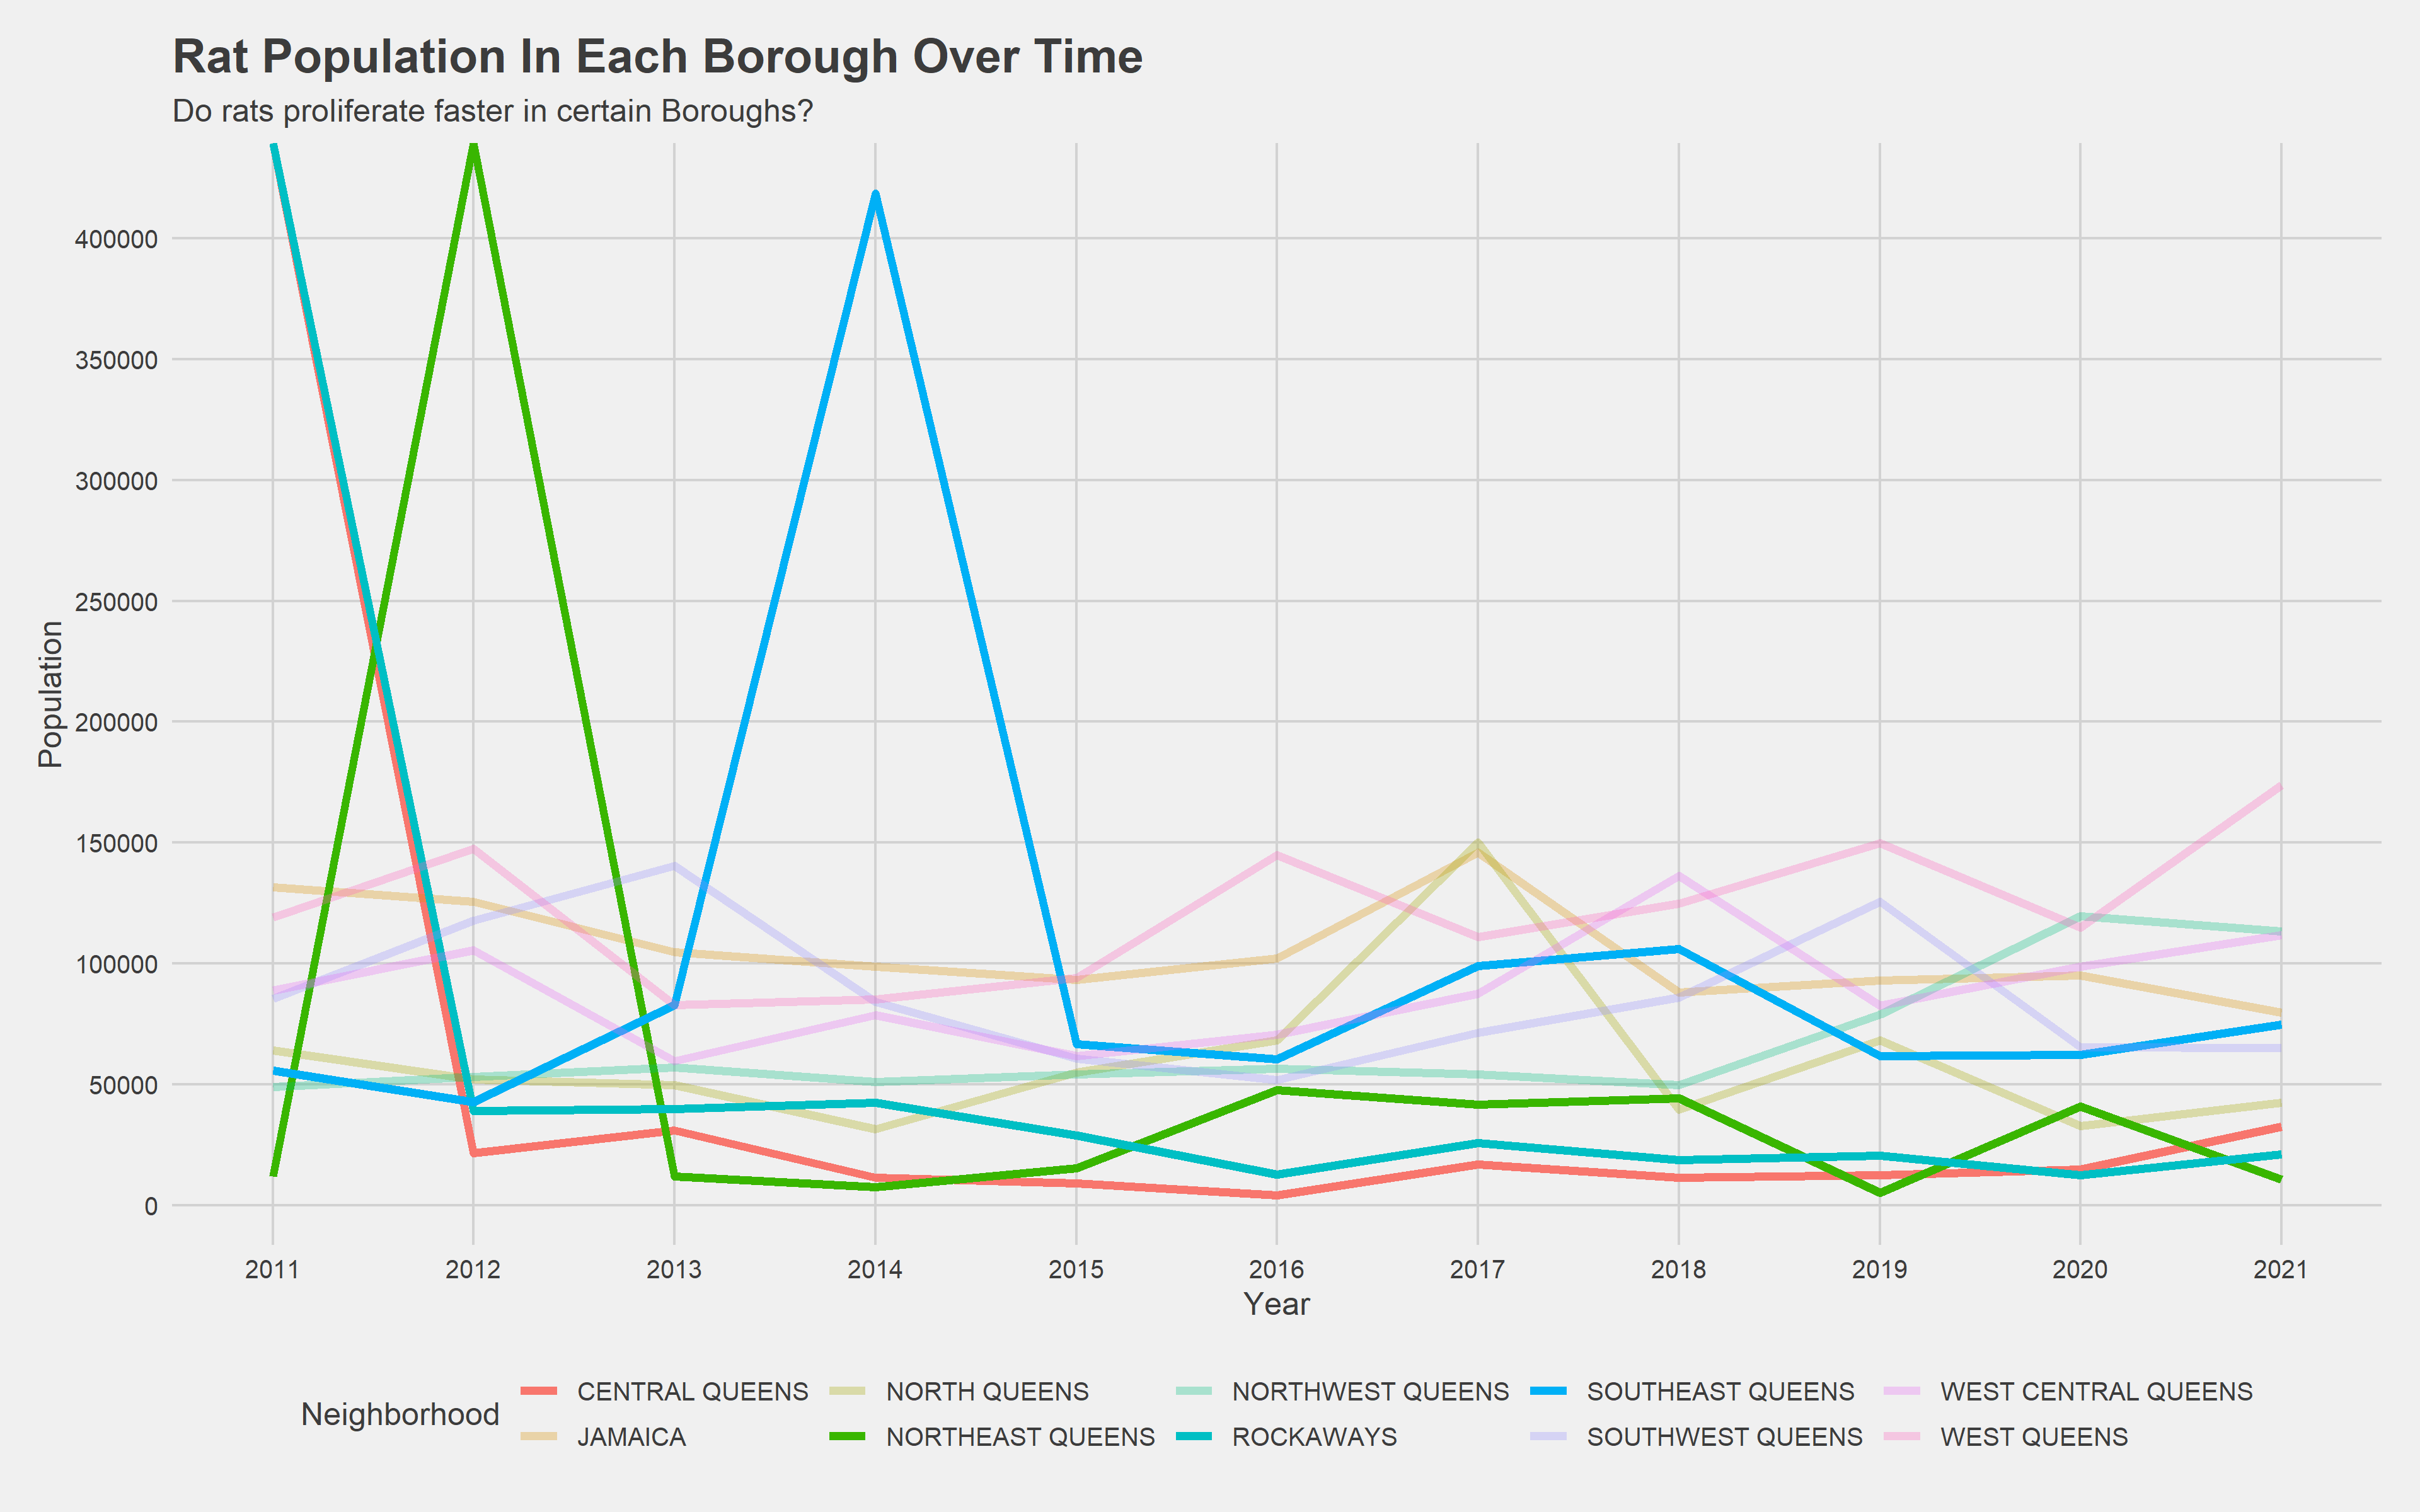 Rat Population In Each Borough Over Time
Do rats proliferate faster in certain Boroughs?
Population
400000
350000
300000
250000
200000
150000
100000
50000
0
2011 2012 2013 2014 2015 2016 2017 2018 2019 2020 2021
Year
Neighborhood
CENTRAL QUEENS NORTH QUEENS NORTHWEST QUEENS SOUTHEAST QUEENS WEST CENTRAL QUEENS
JAMAICA NORTHEAST QUEENS ROCKAWAYS SOUTHWEST QUEENS WEST QUEENS